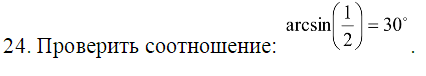 24. Проверить соотношение: arcsin(1/2) = 30°.